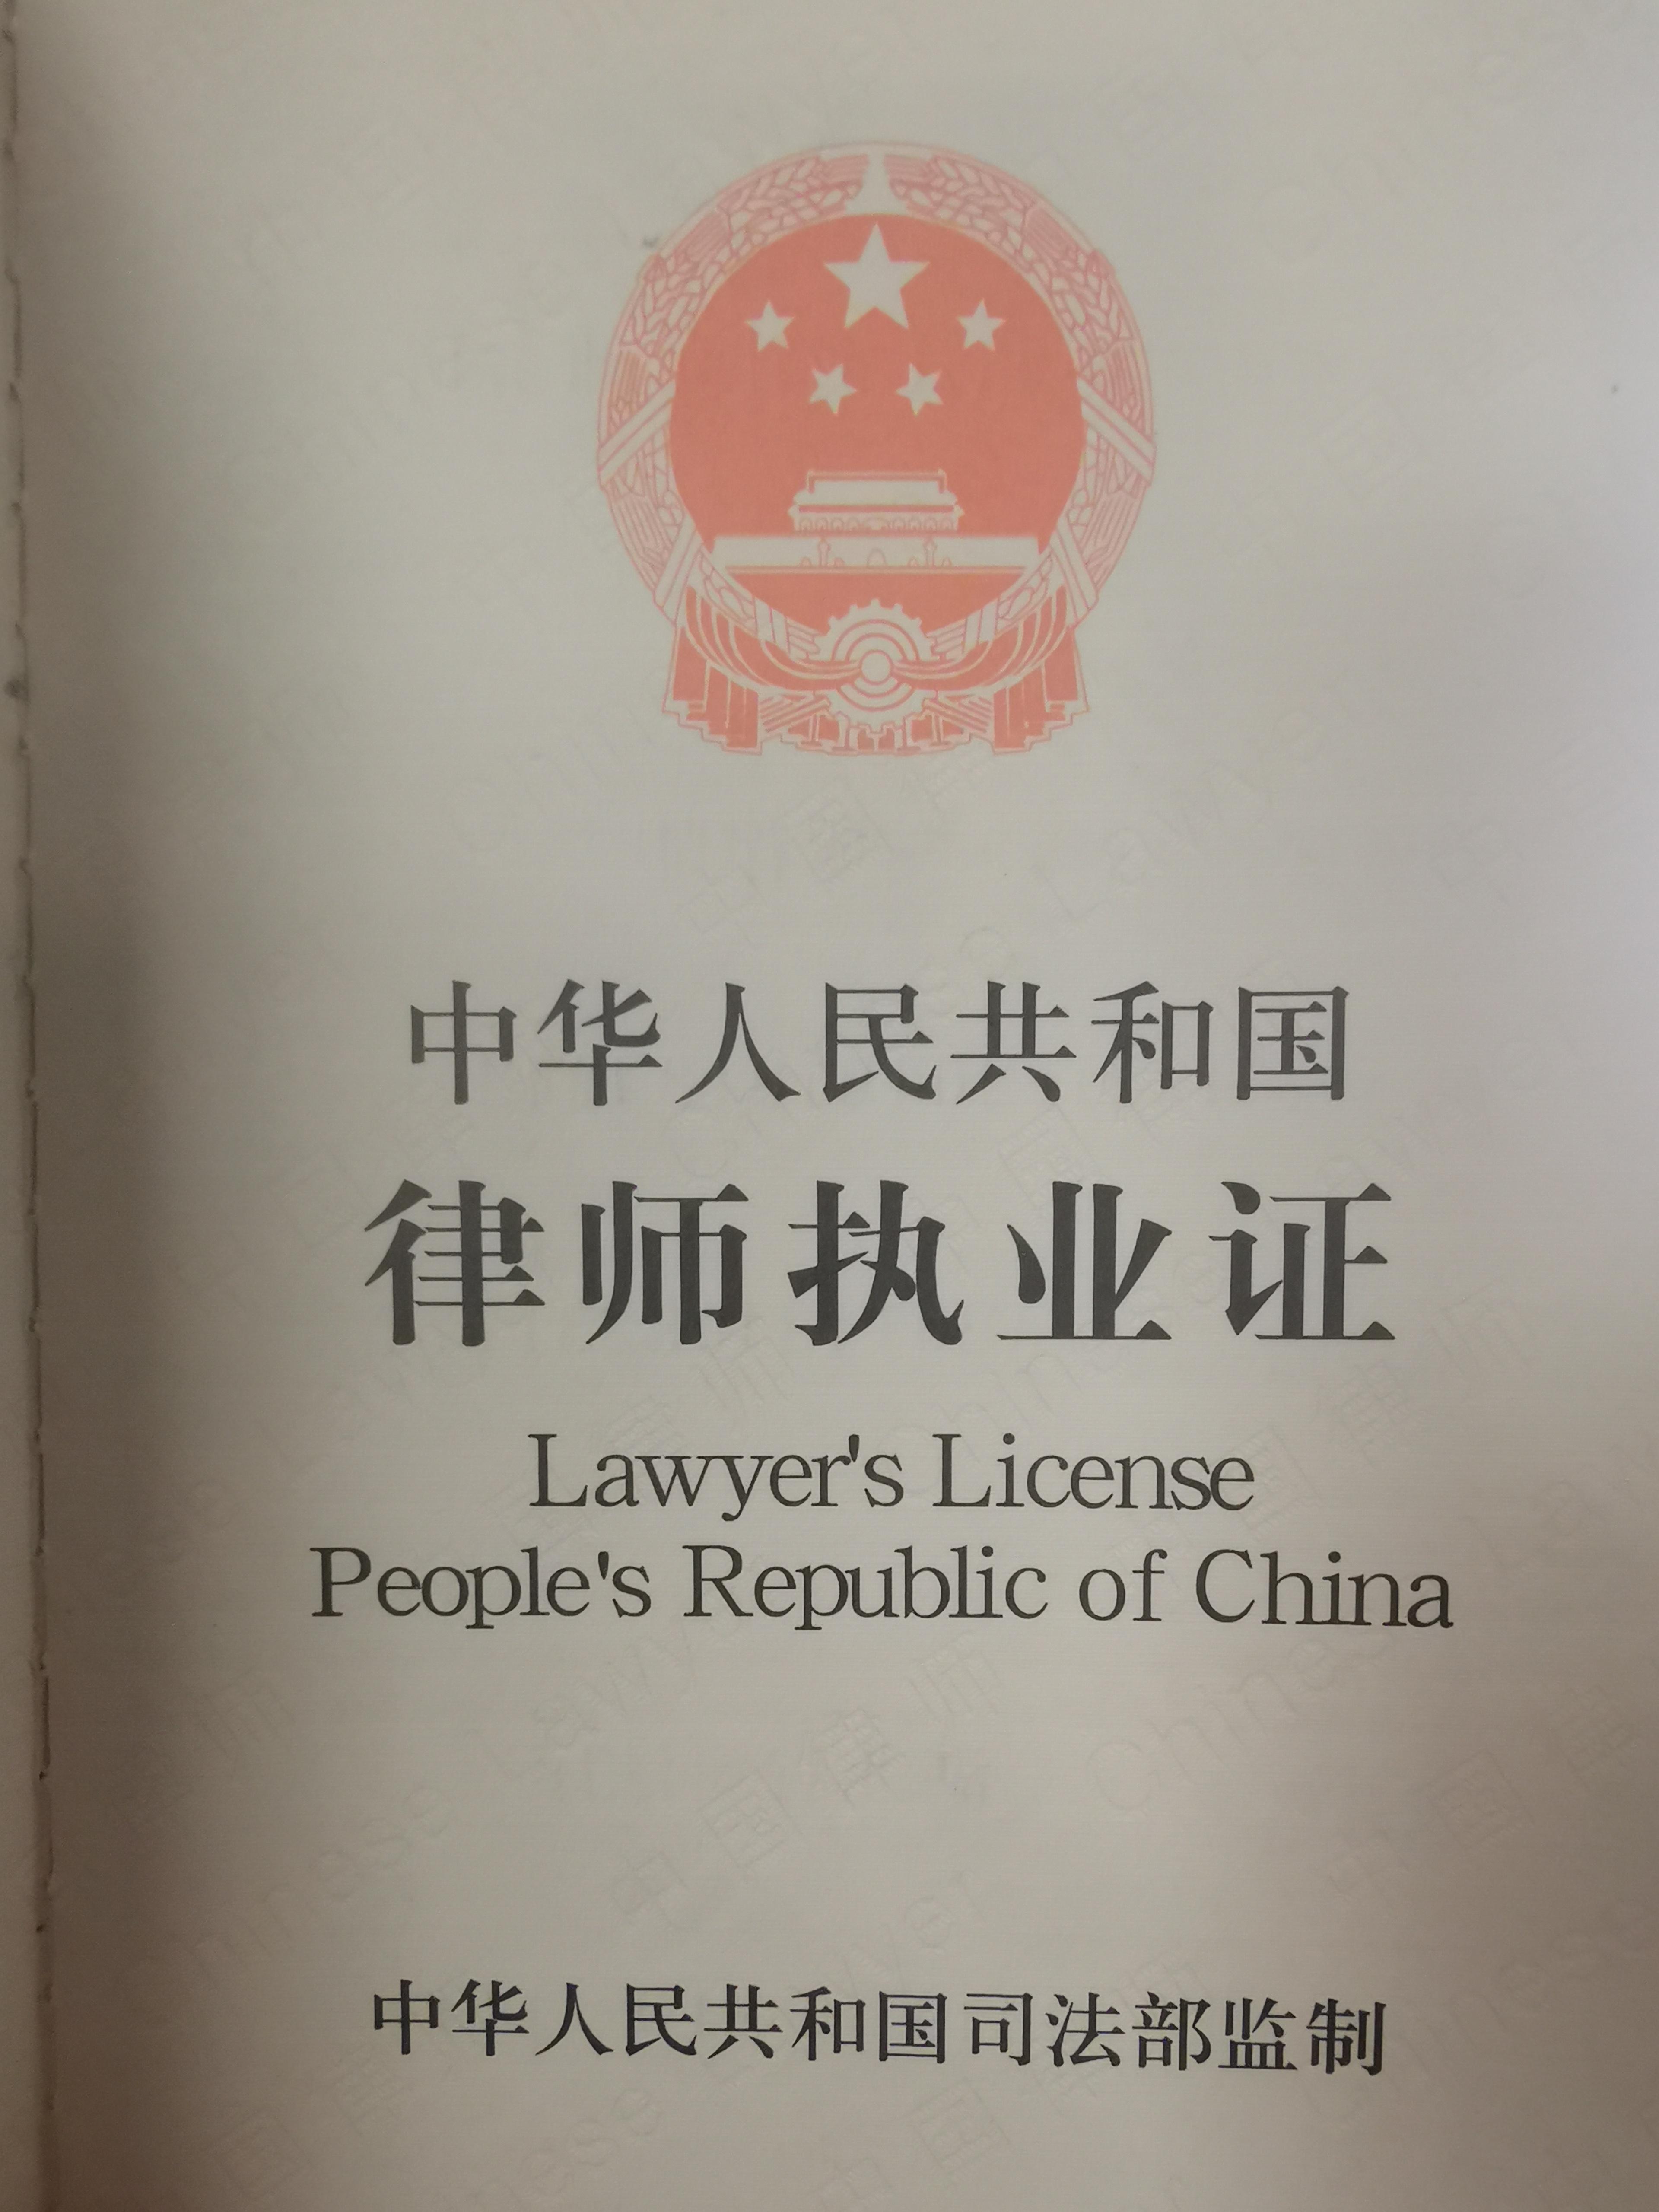 中华人民共和国
律师执业证
Lawyer's License
People's Republic of China
中华人民共和国司法部监制